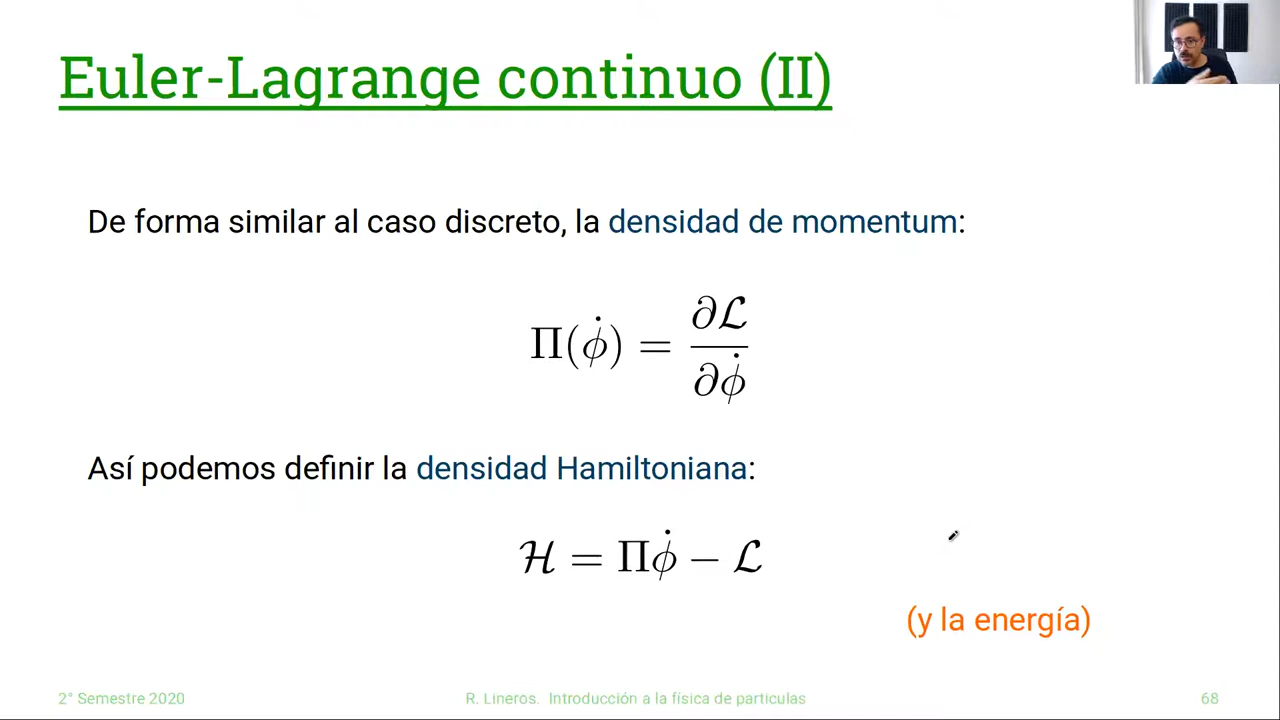 Euler-Lagrange continuo (II)
De forma similar al caso discreto, la densidad de momentum:
Π(ϕ̇) = ∂ℒ / ∂ϕ̇
Así podemos definir la densidad Hamiltoniana:
ℋ = Πϕ̇ − ℒ
(y la energía)
2° Semestre 2020
R. Lineros. Introducción a la física de particulas
68